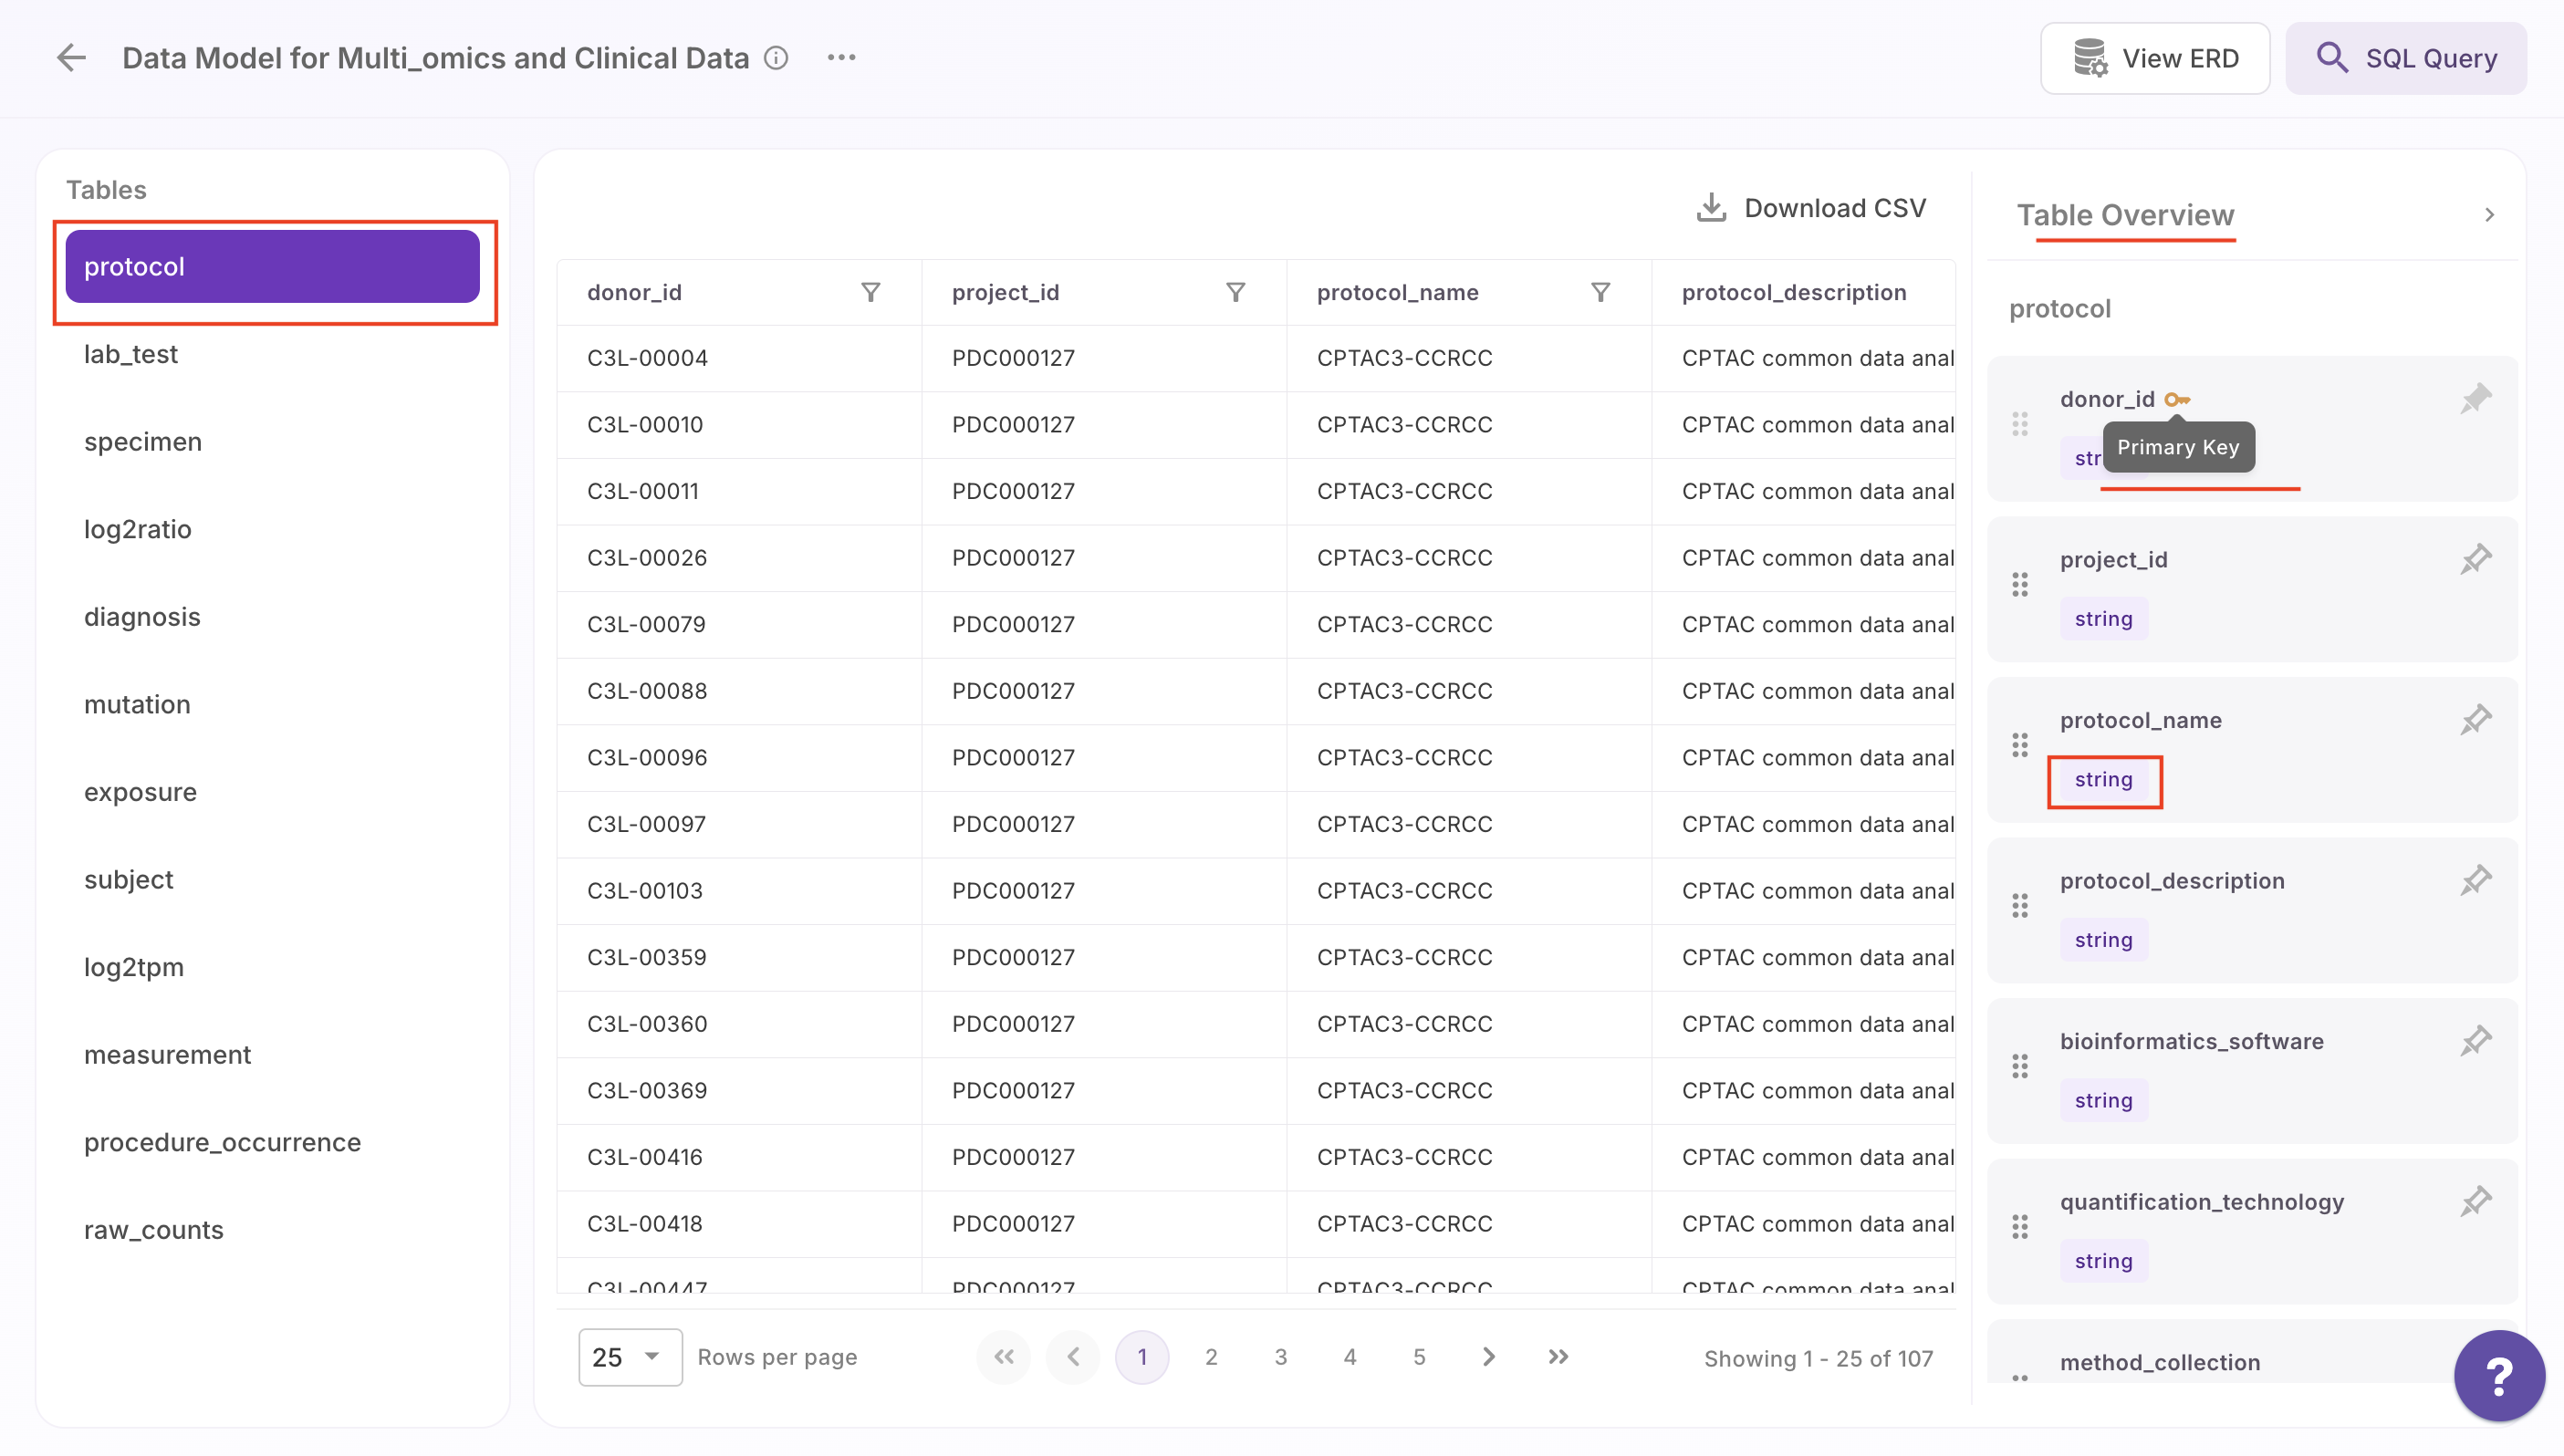 Data Model for Multi_omics and Clinical Data
View ERD
SQL Query
Tables
protocol
lab_test
specimen
log2ratio
diagnosis
mutation
exposure
subject
log2tpm
measurement
procedure_occurrence
raw_counts
Download CSV
donor_id project_id protocol_name protocol_description
C3L-00004 PDC000127 CPTAC3-CCRCC CPTAC common data anal
C3L-00010 PDC000127 CPTAC3-CCRCC CPTAC common data anal
C3L-00011 PDC000127 CPTAC3-CCRCC CPTAC common data anal
C3L-00026 PDC000127 CPTAC3-CCRCC CPTAC common data anal
C3L-00079 PDC000127 CPTAC3-CCRCC CPTAC common data anal
C3L-00088 PDC000127 CPTAC3-CCRCC CPTAC common data anal
C3L-00096 PDC000127 CPTAC3-CCRCC CPTAC common data anal
C3L-00097 PDC000127 CPTAC3-CCRCC CPTAC common data anal
C3L-00103 PDC000127 CPTAC3-CCRCC CPTAC common data anal
C3L-00359 PDC000127 CPTAC3-CCRCC CPTAC common data anal
C3L-00360 PDC000127 CPTAC3-CCRCC CPTAC common data anal
C3L-00369 PDC000127 CPTAC3-CCRCC CPTAC common data anal
C3L-00416 PDC000127 CPTAC3-CCRCC CPTAC common data anal
C3L-00418 PDC000127 CPTAC3-CCRCC CPTAC common data anal
C3L-00447 PDC000127 CPTAC3-CCRCC CPTAC common data anal
25 Rows per page
1 2 3 4 5
Showing 1 - 25 of 107
Table Overview
protocol
donor_id
str
Primary Key
project_id
string
protocol_name
string
protocol_description
string
bioinformatics_software
string
quantification_technology
string
method_collection
?